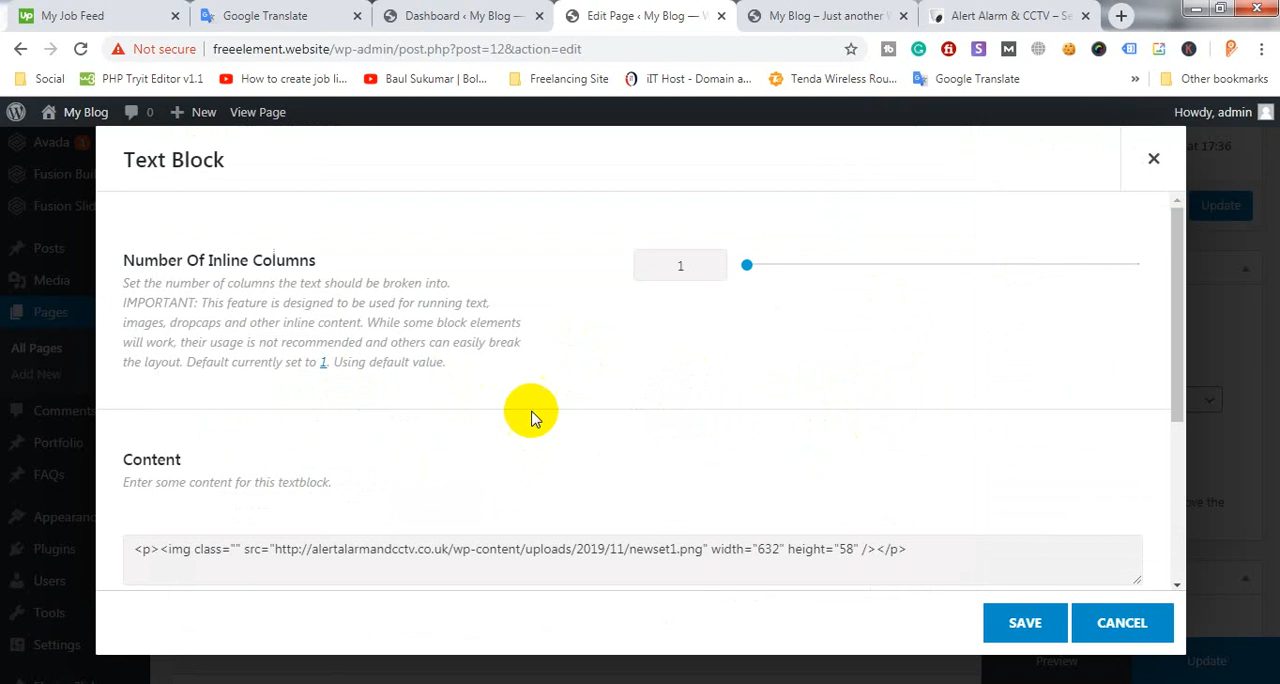 Up My Job Feed
Google Translate
Dashboard ‹ My Blog —
Edit Page ‹ My Blog —
My Blog – Just another
Alert Alarm & CCTV – Se
Not secure
freeelement.website/wp-admin/post.php?post=12&action=edit
Social
PHP Tryit Editor v1.1
How to create job li...
Baul Sukumar | Bol...
Freelancing Site
iIT Host - Domain a...
Tenda Wireless Rou...
Google Translate
»
Other bookmarks
My Blog
0
New
View Page
Howdy, admin
Avada
Fusion Bui
Fusion Slid
Posts
Media
Pages
All Pages
Add New
Comments
Portfolio
FAQs
Appearanc
Plugins
Users
Tools
Settings
at 17:36
Update
Text Block
Number Of Inline Columns
Set the number of columns the text should be broken into.
IMPORTANT: This feature is designed to be used for running text,
images, dropcaps and other inline content. While some block elements
will work, their usage is not recommended and others can easily break
the layout. Default currently set to 1. Using default value.
1
Content
Enter some content for this textblock.
<p><img class="" src="http://alertalarmandcctv.co.uk/wp-content/uploads/2019/11/newset1.png" width="632" height="58" /></p>
ove the
SAVE
CANCEL
Preview
Update